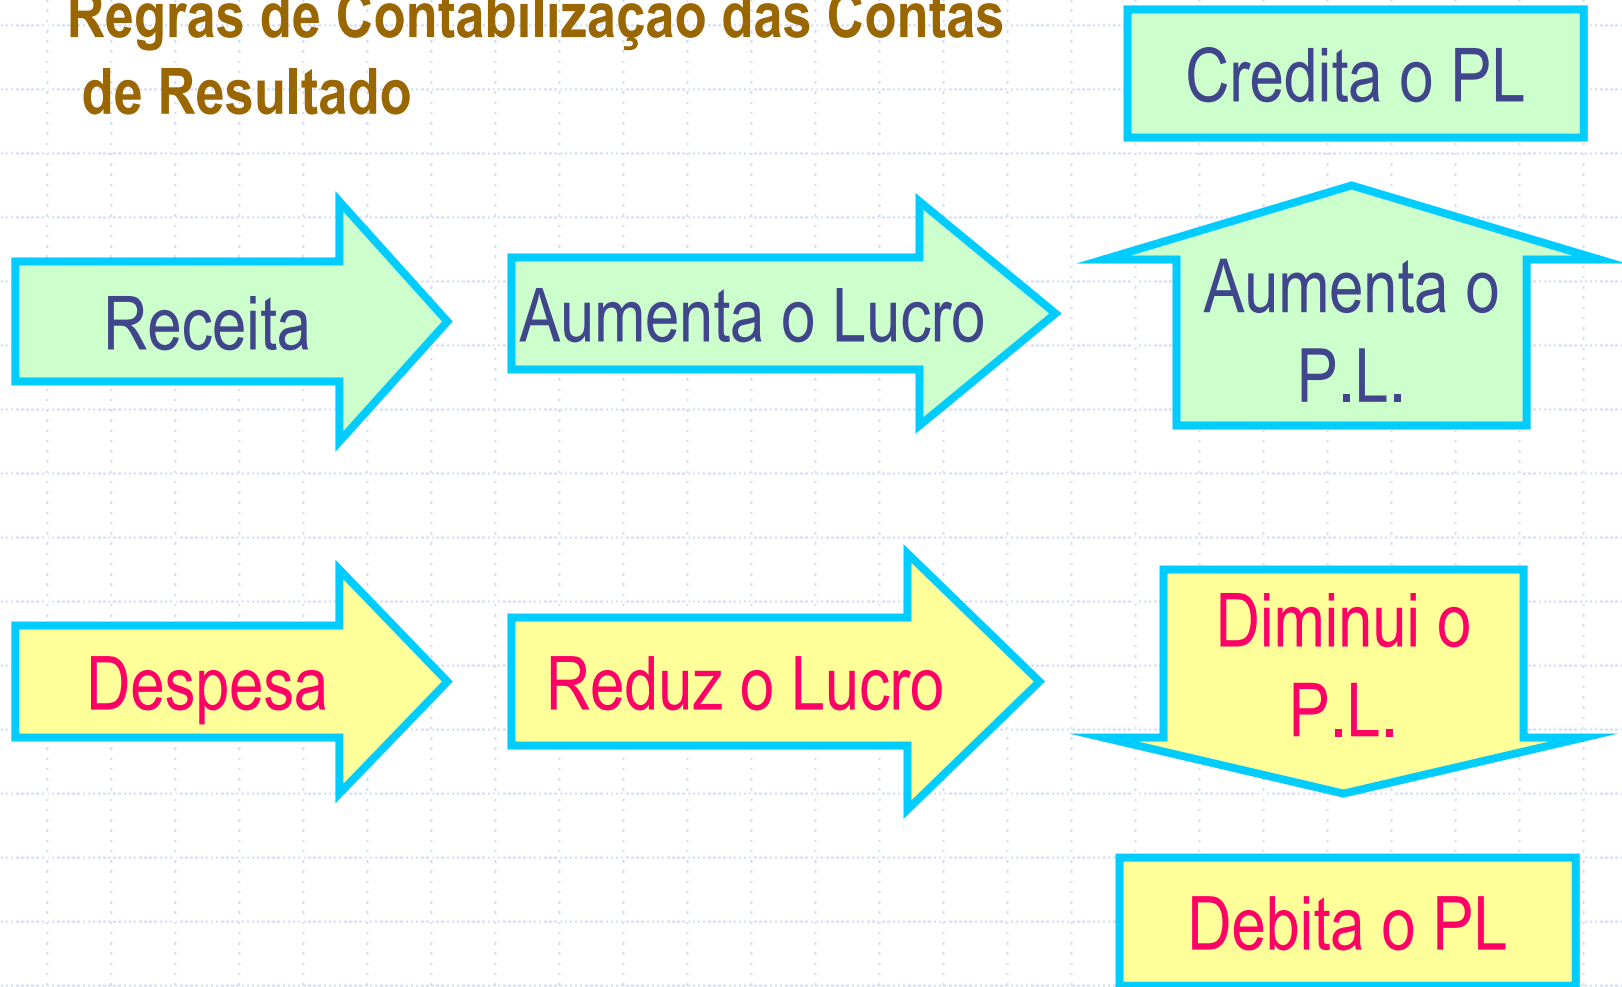 Regras de Contabilização das Contas
de Resultado
Credita o PL
Receita
Aumenta o Lucro
Aumenta o
P.L.
Despesa
Reduz o Lucro
Diminui o
P.L.
Debita o PL